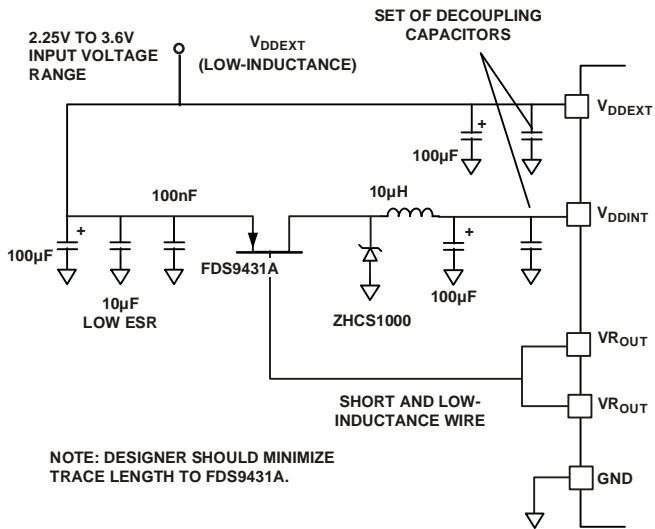 SET OF DECOUPLING
CAPACITORS
2.25V TO 3.6V
INPUT VOLTAGE
RANGE
VDDEXT
(LOW-INDUCTANCE)
VDDEXT
+
100µF
100nF
10µH
VDDINT
+
100µF
+
100µF
FDS9431A
10µF
LOW ESR
ZHCS1000
VROUT
SHORT AND LOW-
INDUCTANCE WIRE
VROUT
NOTE: DESIGNER SHOULD MINIMIZE
TRACE LENGTH TO FDS9431A.
GND